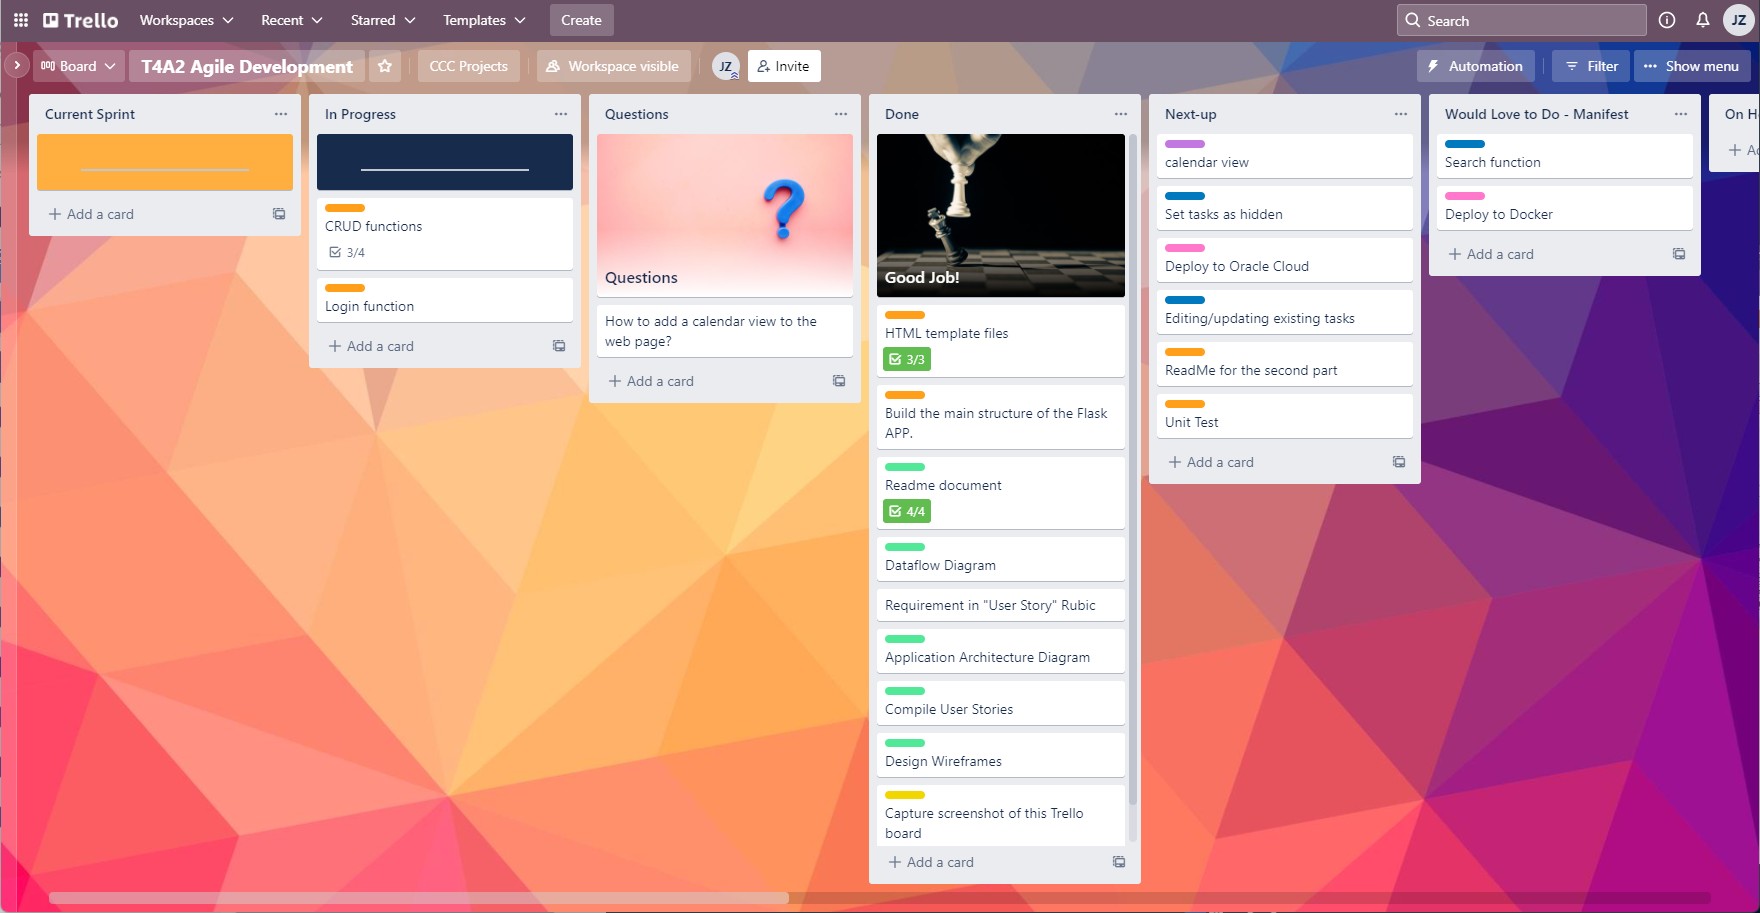 Trello
Workspaces
Recent
Starred
Templates
Create
Search
JZ
Board
T4A2 Agile Development
CCC Projects
Workspace visible
JZ
Invite
Automation
Filter
Show menu
Current Sprint
Add a card
In Progress
CRUD functions
3/4
Login function
Add a card
Questions
Questions
How to add a calendar view to the
web page?
Add a card
Done
Good Job!
HTML template files
3/3
Build the main structure of the Flask
APP.
Readme document
4/4
Dataflow Diagram
Requirement in "User Story" Rubic
Application Architecture Diagram
Compile User Stories
Design Wireframes
Capture screenshot of this Trello
board
Add a card
Next-up
calendar view
Set tasks as hidden
Deploy to Oracle Cloud
Editing/updating existing tasks
ReadMe for the second part
Unit Test
Add a card
Would Love to Do - Manifest
Search function
Deploy to Docker
Add a card
On